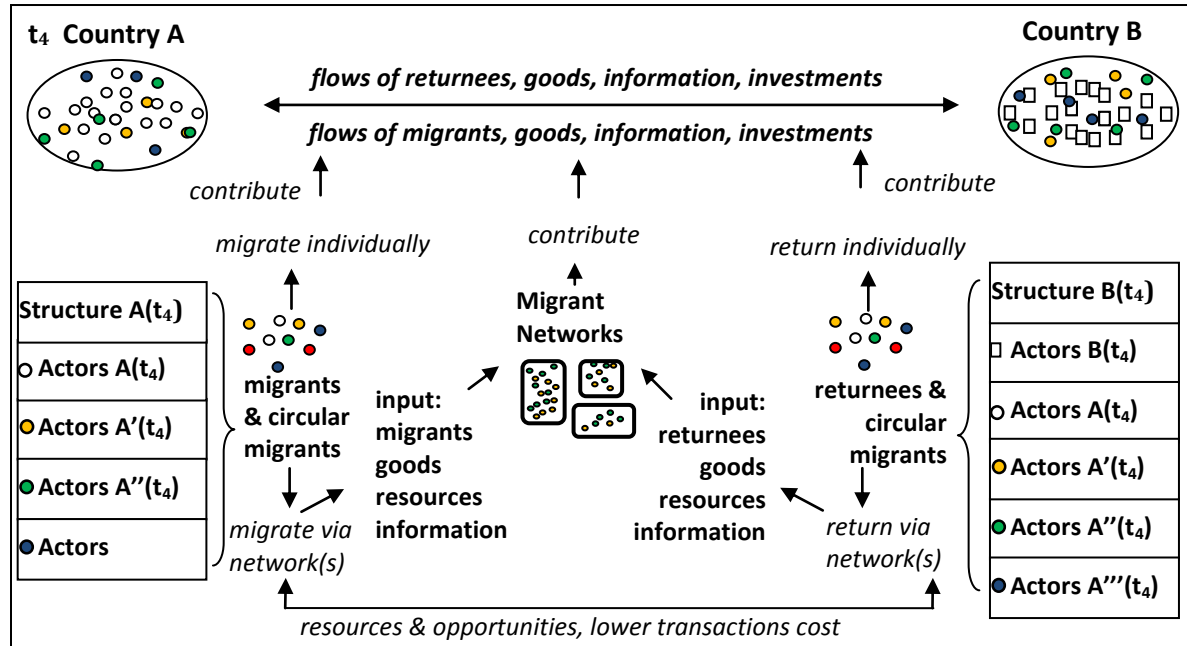 t₄ Country A
Country B
flows of returnees, goods, information, investments
flows of migrants, goods, information, investments
contribute
contribute
migrate individually
contribute
return individually
Structure A(t₄)
Actors A(t₄)
Actors A'(t₄)
Actors A''(t₄)
Actors
migrants
& circular
migrants
migrate via
network(s)
input:
migrants
goods
resources
information
Migrant
Networks
input:
returnees
goods
resources
information
returnees &
circular
migrants
return via
network(s)
Structure B(t₄)
Actors B(t₄)
Actors A(t₄)
Actors A'(t₄)
Actors A''(t₄)
Actors A'''(t₄)
resources & opportunities, lower transactions cost